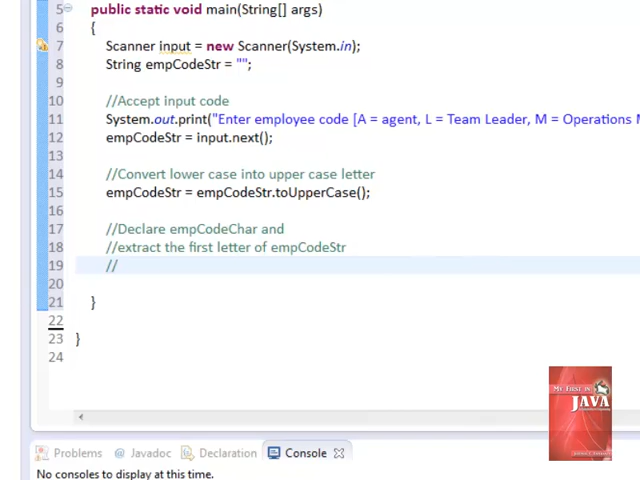 5 public static void main(String[] args)
6 {
7 Scanner input = new Scanner(System.in);
8 String empCodeStr = "";
9
10 //Accept input code
11 System.out.print("Enter employee code [A = agent, L = Team Leader, M = Operations M
12 empCodeStr = input.next();
13
14 //Convert lower case into upper case letter
15 empCodeStr = empCodeStr.toUpperCase();
16
17 //Declare empCodeChar and
18 //extract the first letter of empCodeStr
19 //
20
21 }
22
23 }
24
MY FIRST IN
JAVA
Problems @ Javadoc Declaration Console
No consoles to display at this time.